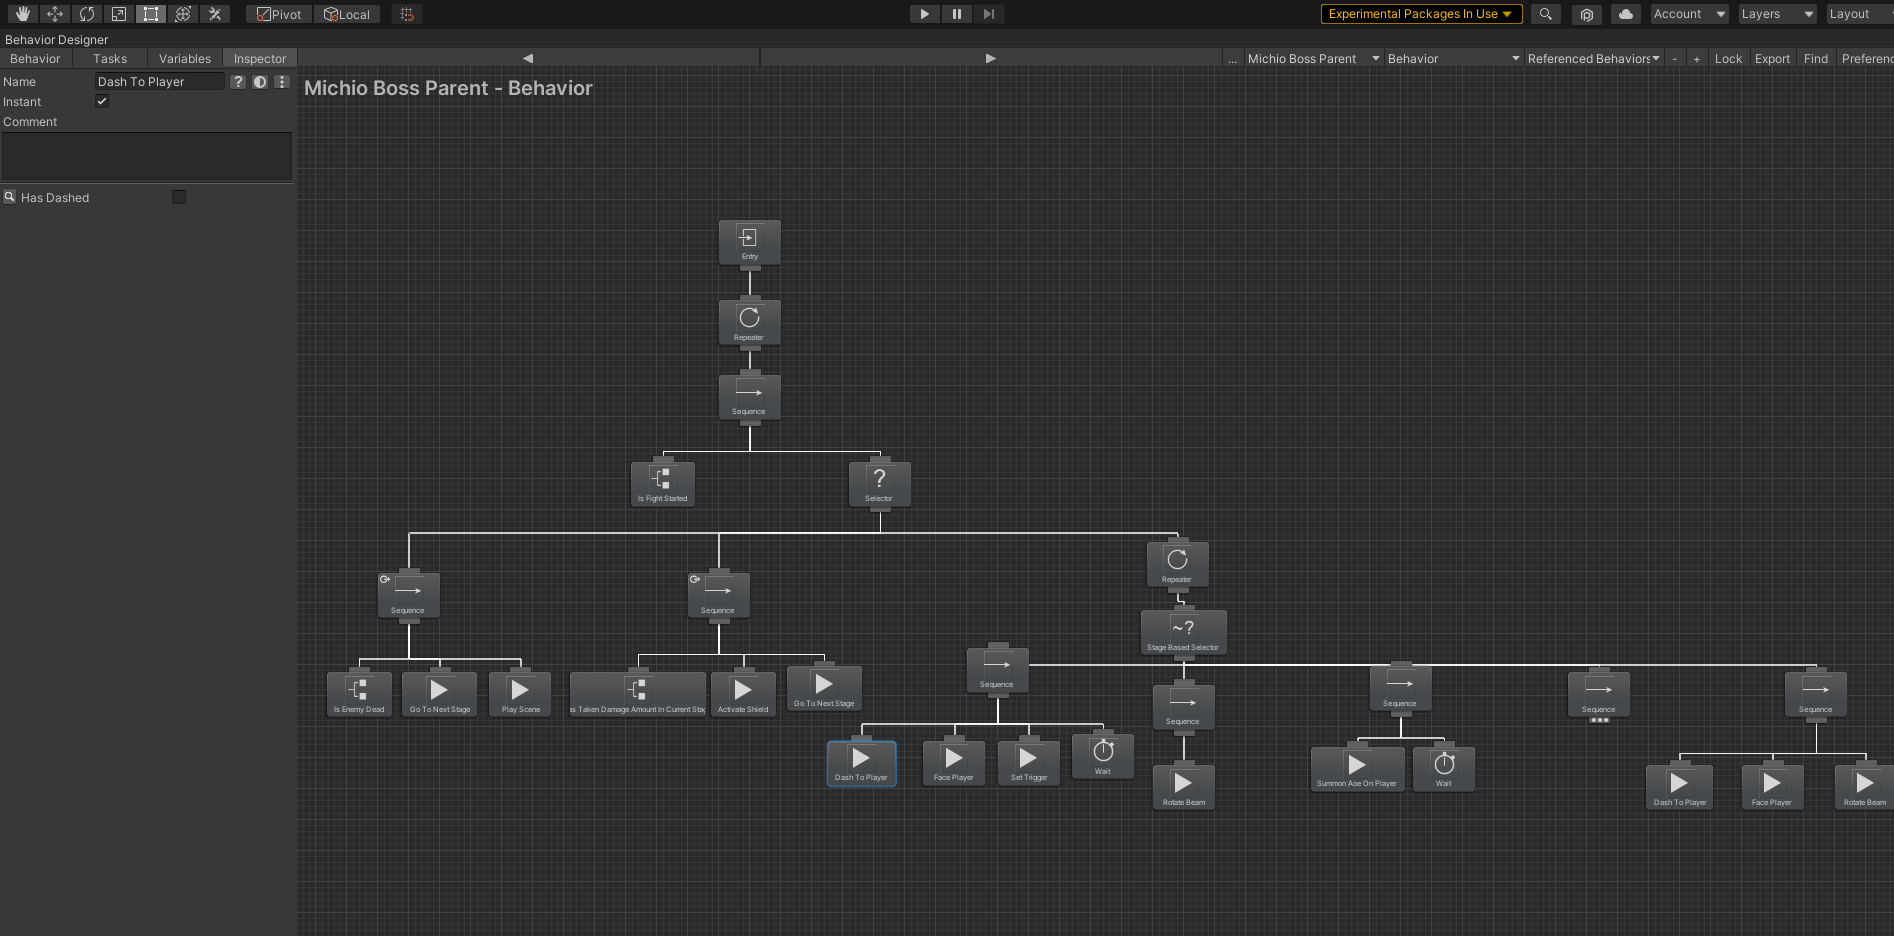 Pivot
Local
Experimental Packages In Use
Account
Layers
Layout
Behavior Designer
Behavior
Tasks
Variables
Inspector
...
Michio Boss Parent
Behavior
Referenced Behaviors
-
+
Lock
Export
Find
Preferenc
Name
Dash To Player
?
Instant
Comment
Has Dashed
Michio Boss Parent - Behavior
Entry
Repeater
Sequence
Is Fight Started
?
Selector
Repeater
Sequence
Sequence
~?
Stage Based Selector
Sequence
Is Enemy Dead
Go To Next Stage
Play Scene
as Taken Damage Amount In Current Stag
Activate Shield
Go To Next Stage
Sequence
Sequence
Sequence
Sequence
Dash To Player
Face Player
Set Trigger
Wait
Rotate Beam
Summon Aoe On Player
Wait
Dash To Player
Face Player
Rotate Beam